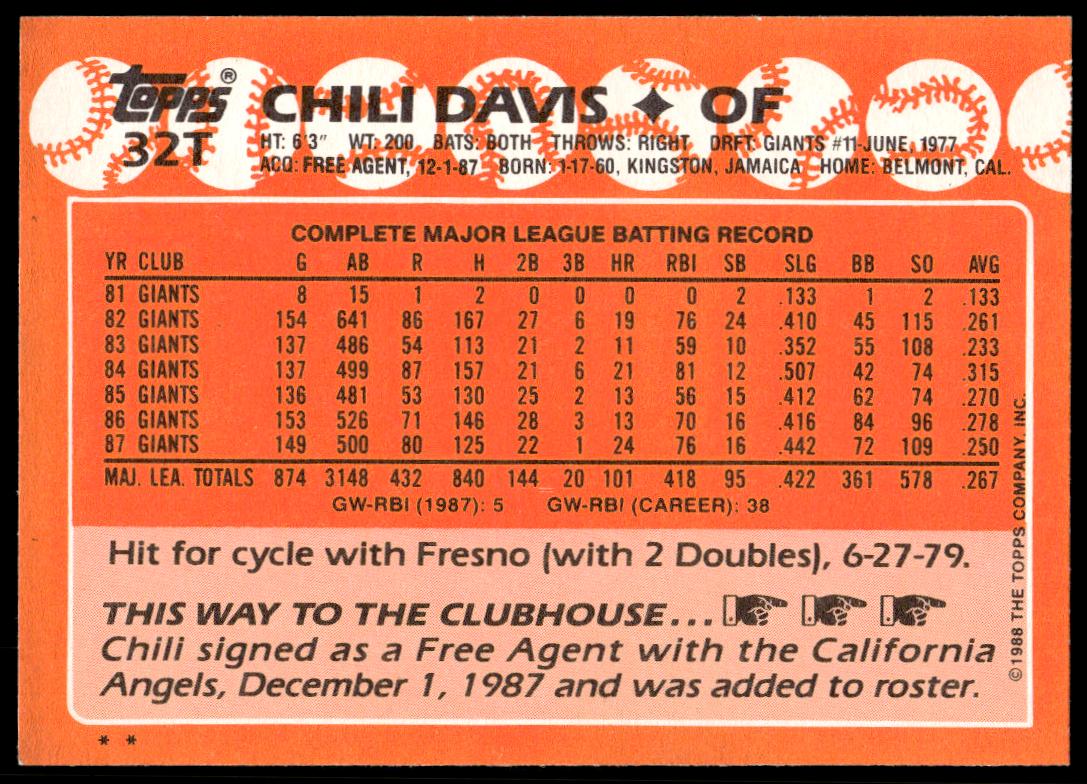 topps®
32T
CHILI DAVIS ✦ OF
HT: 6'3" WT: 200 BATS: BOTH THROWS: RIGHT DRFT: GIANTS #11-JUNE, 1977
ACQ: FREE AGENT, 12-1-87 BORN: 1-17-60, KINGSTON, JAMAICA HOME: BELMONT, CAL.
COMPLETE MAJOR LEAGUE BATTING RECORD
YR CLUB G AB R H 2B 3B HR RBI SB SLG BB SO AVG
81 GIANTS 8 15 1 2 0 0 0 0 2 .133 1 2 .133
82 GIANTS 154 641 86 167 27 6 19 76 24 .410 45 115 .261
83 GIANTS 137 486 54 113 21 2 11 59 10 .352 55 108 .233
84 GIANTS 137 499 87 157 21 6 21 81 12 .507 42 74 .315
85 GIANTS 136 481 53 130 25 2 13 56 15 .412 62 74 .270
86 GIANTS 153 526 71 146 28 3 13 70 16 .416 84 96 .278
87 GIANTS 149 500 80 125 22 1 24 76 16 .442 72 109 .250
MAJ. LEA. TOTALS 874 3148 432 840 144 20 101 418 95 .422 361 578 .267
GW-RBI (1987): 5 GW-RBI (CAREER): 38
Hit for cycle with Fresno (with 2 Doubles), 6-27-79.
THIS WAY TO THE CLUBHOUSE...
Chili signed as a Free Agent with the California
Angels, December 1, 1987 and was added to roster.
©1988 THE TOPPS COMPANY, INC.
* *